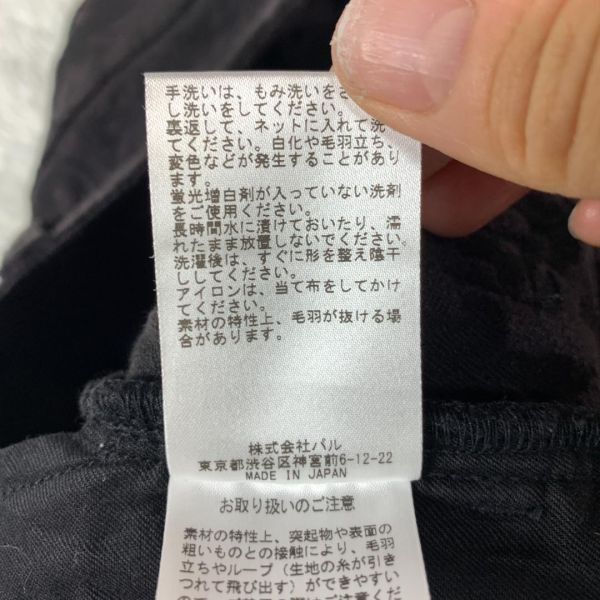 手洗いは、もみ洗いをさ
し洗いをしてください。
裏返して、ネットに入れて洗
てください。白化や毛羽立ち、
変色などが発生することがあり
ます。
蛍光増白剤が入っていない洗剤
をご使用ください。
長時間水に漬けておいたり、濡
れたまま放置しないでください。
洗濯後は、すぐに形を整え陰干
ししてください。
アイロンは、当て布をしてかけ
てください。
素材の特性上、毛羽が抜ける場
合があります。
株式会社パル
東京都渋谷区神宮前6-12-22
MADE IN JAPAN
お取り扱いのご注意
素材の特性上、突起物や表面の
粗いものとの接触により、毛羽
立ちやループ（生地の糸が引き
つれて飛び出す）ができやすい